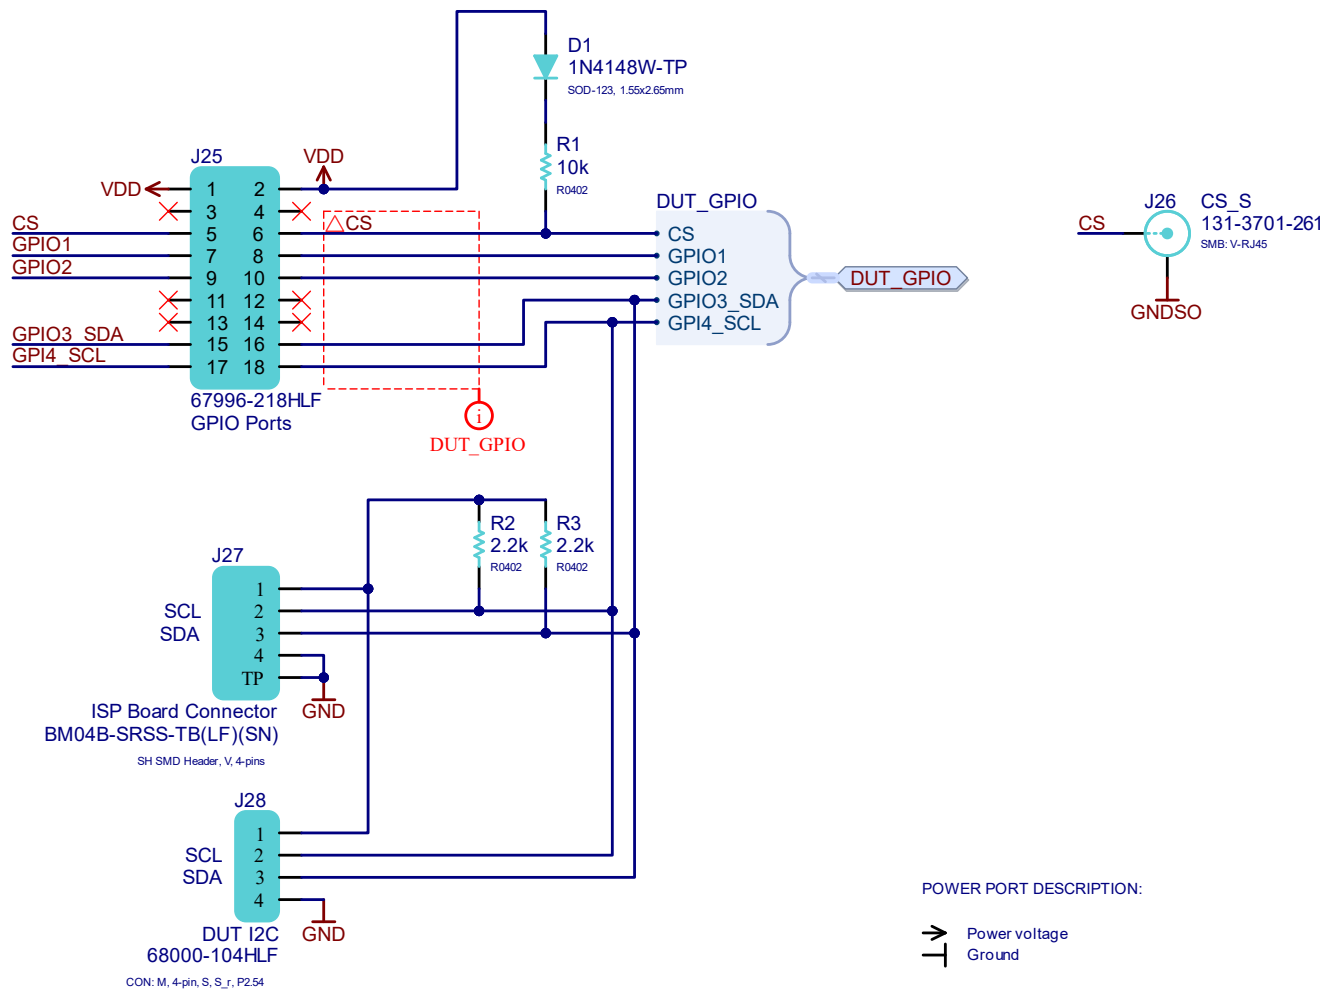 D1
1N4148W-TP
SOD-123, 1.55x2.65mm
R1
10k
R0402
J25
VDD
VDD
1 2
3 4
5 6
7 8
9 10
11 12
13 14
15 16
17 18
CS
GPIO1
GPIO2
GPIO3_SDA
GPI4_SCL
67996-218HLF
GPIO Ports
CS
i
DUT_GPIO
DUT_GPIO
CS
GPIO1
GPIO2
GPIO3_SDA
GPI4_SCL
DUT_GPIO
J26
CS_S
131-3701-261
SMB: V-RJ45
CS
GNDSO
R2
2.2k
R0402
R3
2.2k
R0402
J27
1
SCL 2
SDA 3
4
TP
GND
ISP Board Connector
BM04B-SRSS-TB(LF)(SN)
SH SMD Header, V, 4-pins
J28
1
SCL 2
SDA 3
4
GND
DUT I2C
68000-104HLF
CON: M, 4-pin, S, S_r, P2.54
POWER PORT DESCRIPTION:
Power voltage
Ground